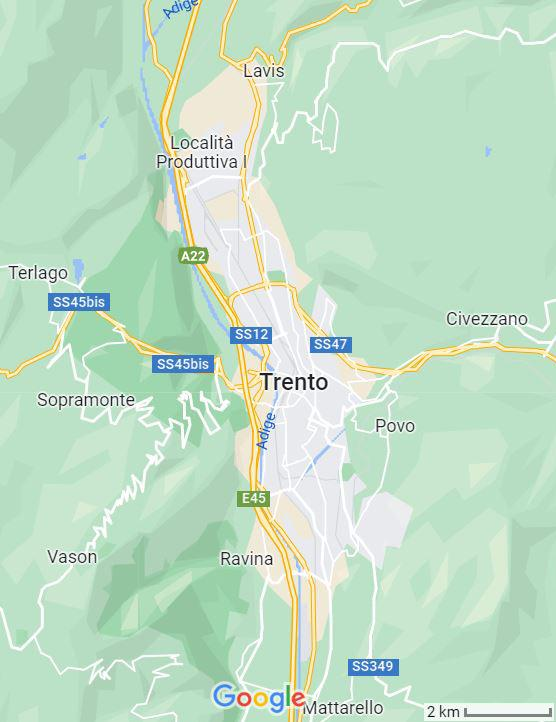 Adige
Lavis
Località
Produttiva I
A22
Terlago
SS45bis
Civezzano
SS12
SS47
SS45bis
Trento
Sopramonte
Adige
Povo
E45
Vason
Ravina
SS349
Google
Mattarello
2 km